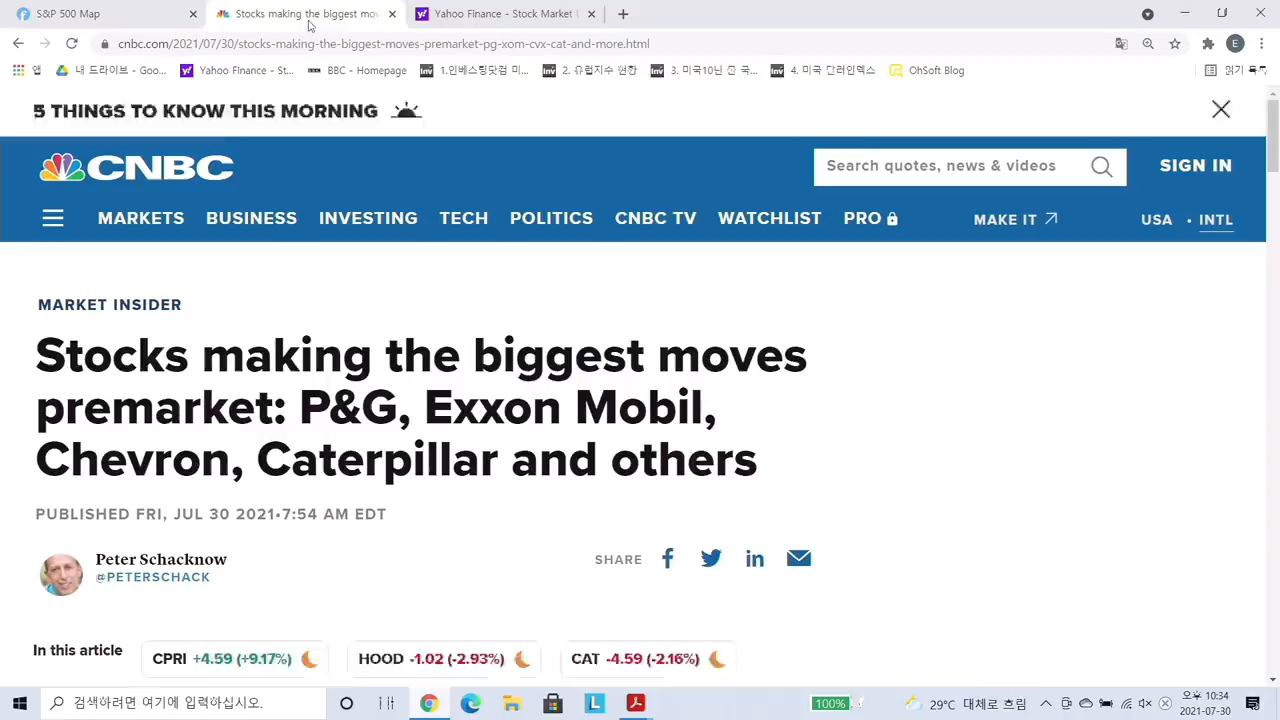 S&P 500 Map
Stocks making the biggest mov
Yahoo Finance - Stock Market
cnbc.com/2021/07/30/stocks-making-the-biggest-moves-premarket-pg-xom-cvx-cat-and-more.html
E
앱
내 드라이브 - Goo...
Yahoo Finance - St...
BBC - Homepage
1.인베스팅닷컴 미...
2. 유럽지수 현황
3. 미국10년 꼰 국...
4. 미국 달러인덱스
OhSoft Blog
읽기 목록
5 THINGS TO KNOW THIS MORNING
CNBC
Search quotes, news & videos
SIGN IN
MARKETS BUSINESS INVESTING TECH POLITICS CNBC TV WATCHLIST PRO MAKE IT USA • INTL
MARKET INSIDER
Stocks making the biggest moves
premarket: P&G, Exxon Mobil,
Chevron, Caterpillar and others
PUBLISHED FRI, JUL 30 2021•7:54 AM EDT
Peter Schacknow
@PETERSCHACK
SHARE
In this article
CPRI +4.59 (+9.17%)
HOOD -1.02 (-2.93%)
CAT -4.59 (-2.16%)
검색하려면 여기에 입력하십시오.
100%
29°C 대체로 흐림
오후 10:34
2021-07-30